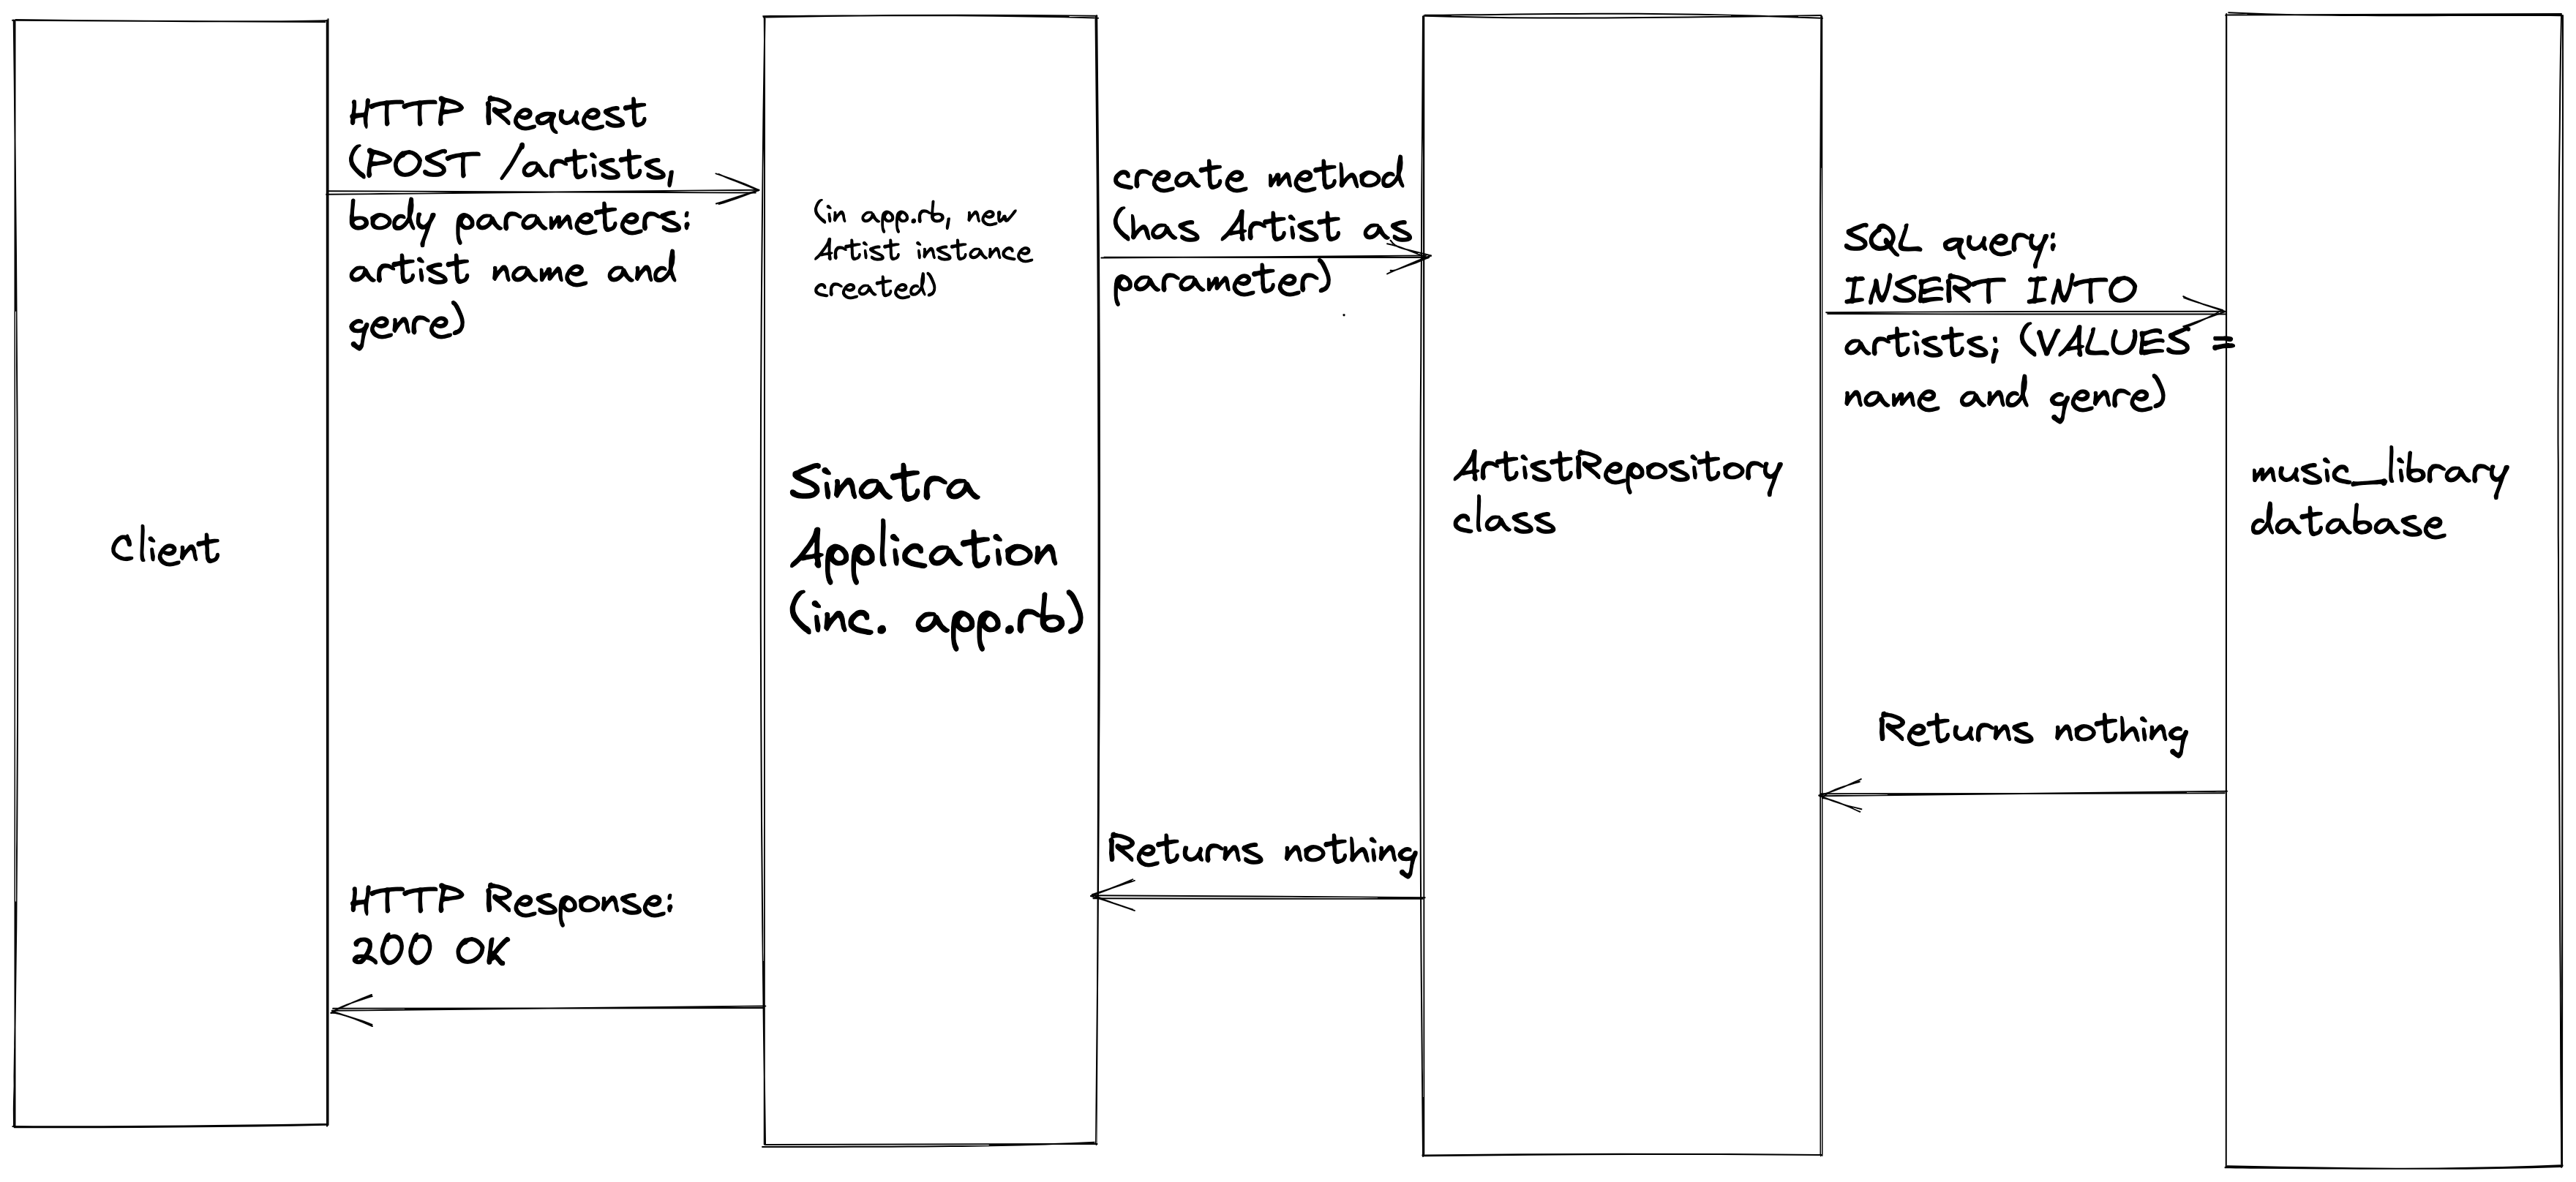 Client
HTTP Request
(POST /artists,
body parameters:
artist name and
genre)
(in app.rb, new
Artist instance
created)
Sinatra
Application
(inc. app.rb)
create method
(has Artist as
parameter)
ArtistRepository
class
SQL query:
INSERT INTO
artists; (VALUES =
name and genre)
music_library
database
Returns nothing
Returns nothing
HTTP Response:
200 OK